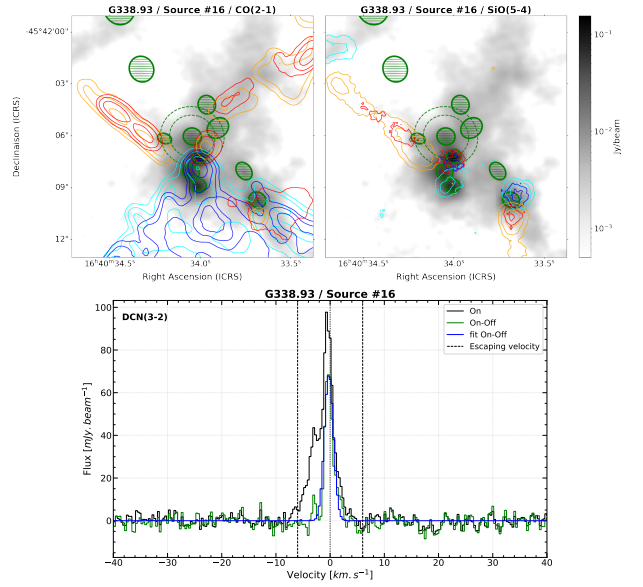 G338.93 / Source #16 / CO(2-1)
G338.93 / Source #16 / SiO(5-4)
-45°42'00"
03"
06"
09"
12"
Declinaison (ICRS)
16ʰ40ᵐ34.5ˢ 34.0ˢ 33.5ˢ
Right Ascension (ICRS)
16ʰ40ᵐ34.5ˢ 34.0ˢ 33.5ˢ
Right Ascension (ICRS)
10⁻¹
10⁻²
10⁻³
Jy/beam
G338.93 / Source #16
DCN(3-2)
On
On-Off
fit On-Off
Escaping velocity
100
80
60
40
20
0
Flux [mJy.beam⁻¹]
−40 −30 −20 −10 0 10 20 30 40
Velocity [km.s⁻¹]